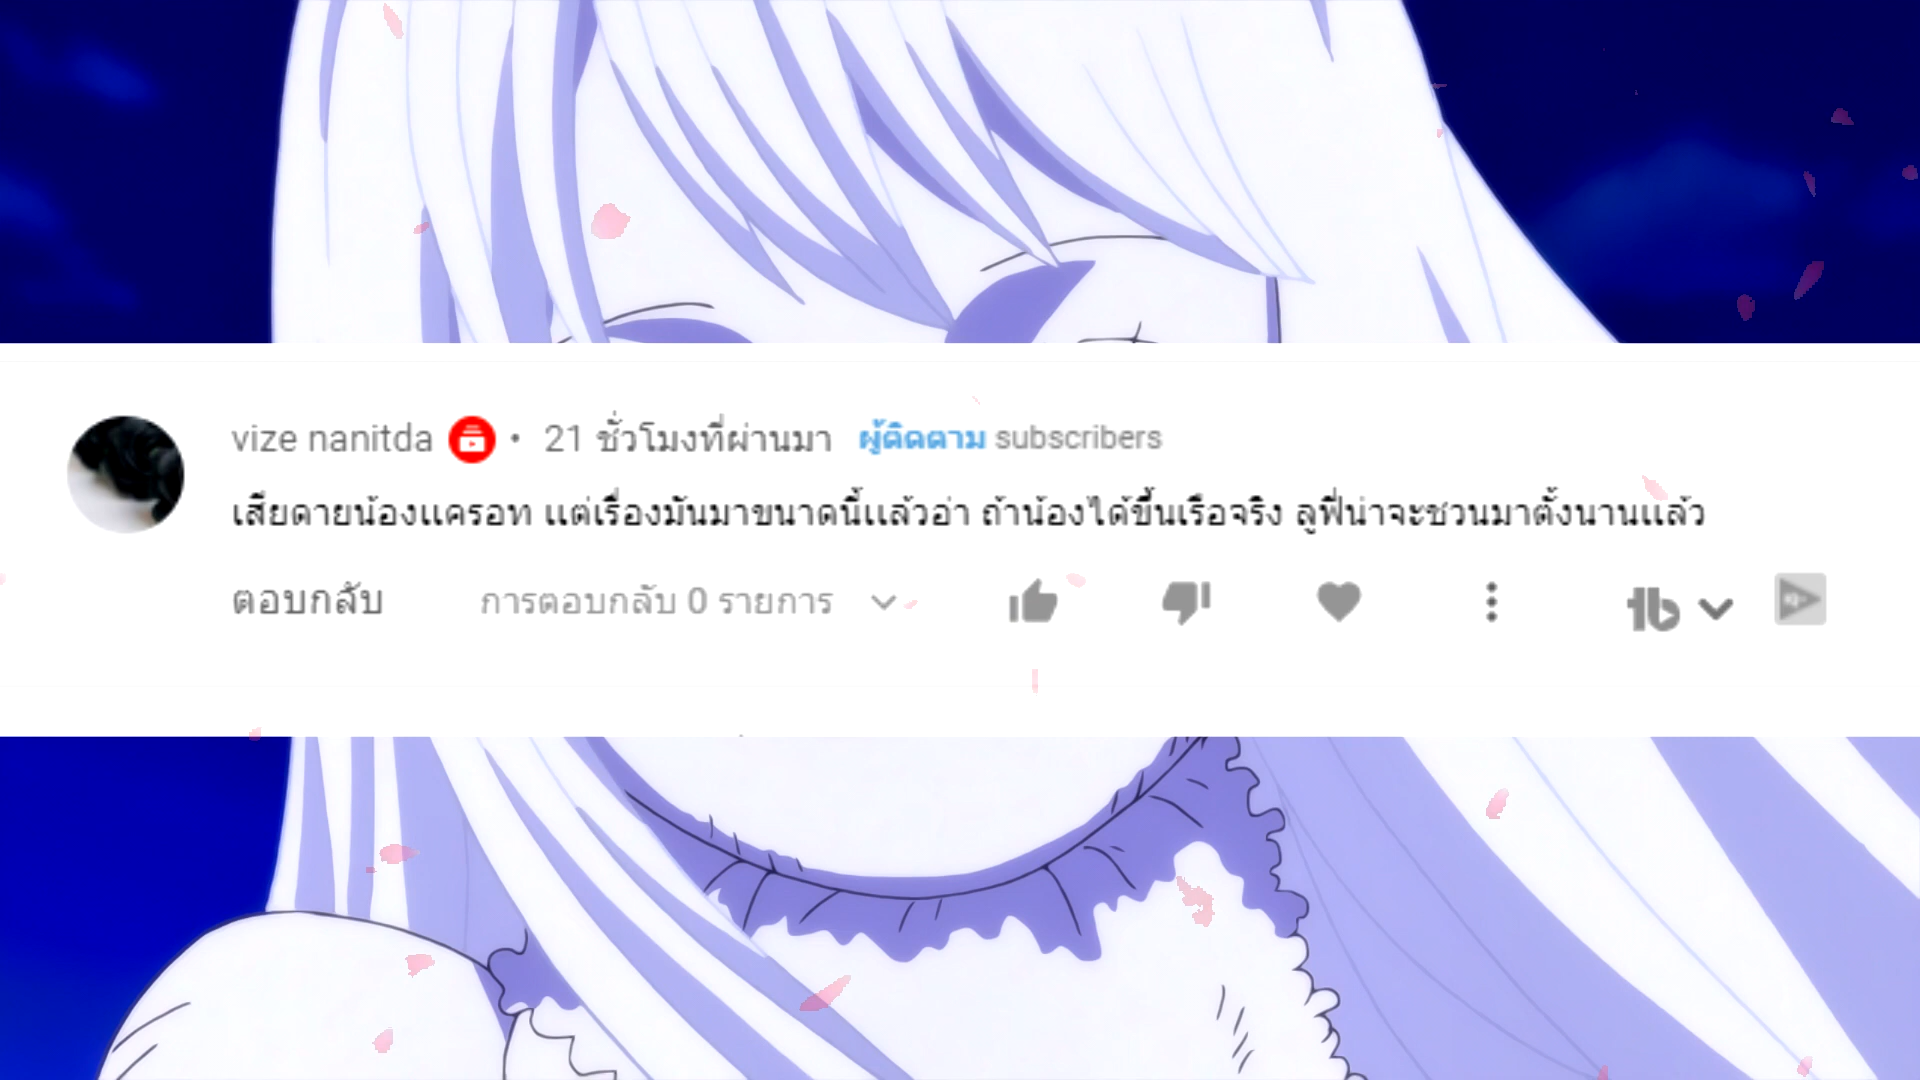 vize nanitda • 21 ชั่วโมงที่ผ่านมา ผู้ติดตาม subscribers
เสียดายน้องแครอท แต่เรื่องมันมาขนาดนี้แล้วอ่า ถ้าน้องได้ขึ้นเรือจริง ลูฟี่น่าจะชวนมาตั้งนานแล้ว
ตอบกลับ การตอบกลับ 0 รายการ